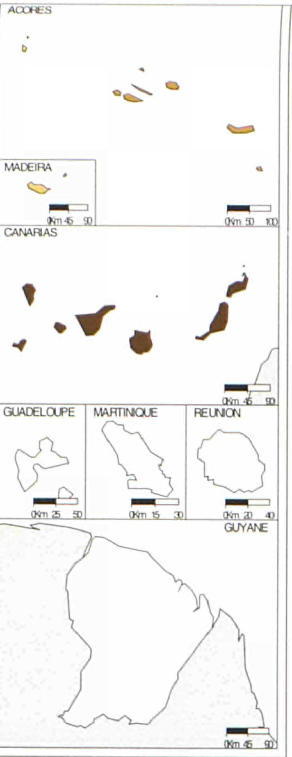 ACORES
MADEIRA
0Km 45 90
0Km 50 100
CANARIAS
0Km 45 90
GUADELOUPE
MARTINIQUE
REUNION
0Km 25 50
0Km 15 30
0Km 20 40
GUYANE
0Km 45 90